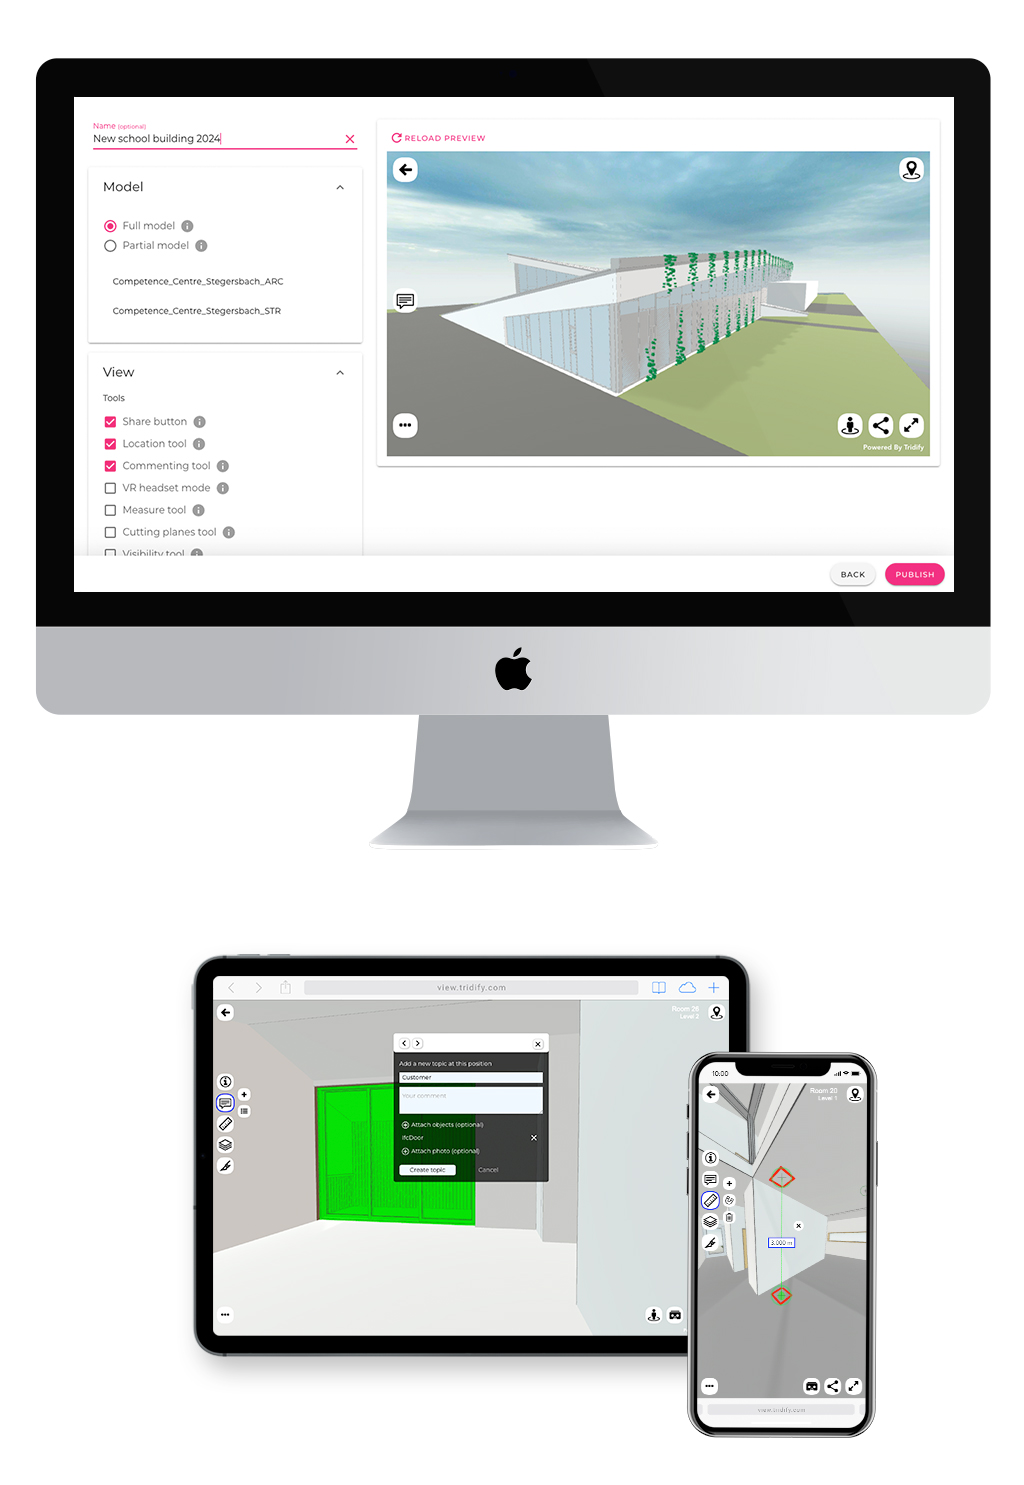 Name (optional)
New school building 2024
RELOAD PREVIEW
Model
Full model
Partial model
Competence_Centre_Stegersbach_ARC
Competence_Centre_Stegersbach_STR
View
Tools
Share button
Location tool
Commenting tool
VR headset mode
Measure tool
Cutting planes tool
Visibility tool
Powered By Tridify
BACK
PUBLISH
view.tridify.com
Room 26
Level 2
Add a new topic at this position
Customer
Your comment
Attach objects (optional)
IfcDoor
Attach photo (optional)
Create topic
Cancel
10:00
Room 20
Level 1
3.000 m
view.tridify.com